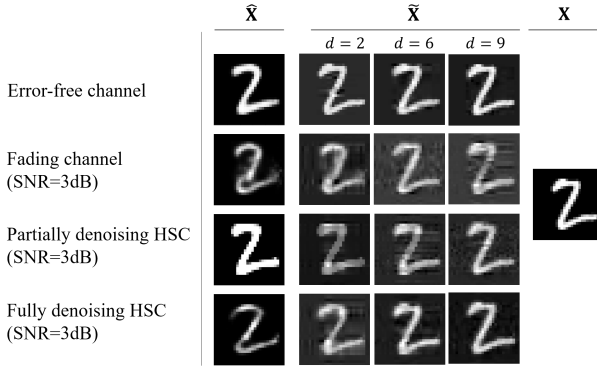 X̂ X̃ X
d = 2 d = 6 d = 9
Error-free channel
Fading channel
(SNR=3dB)
Partially denoising HSC
(SNR=3dB)
Fully denoising HSC
(SNR=3dB)